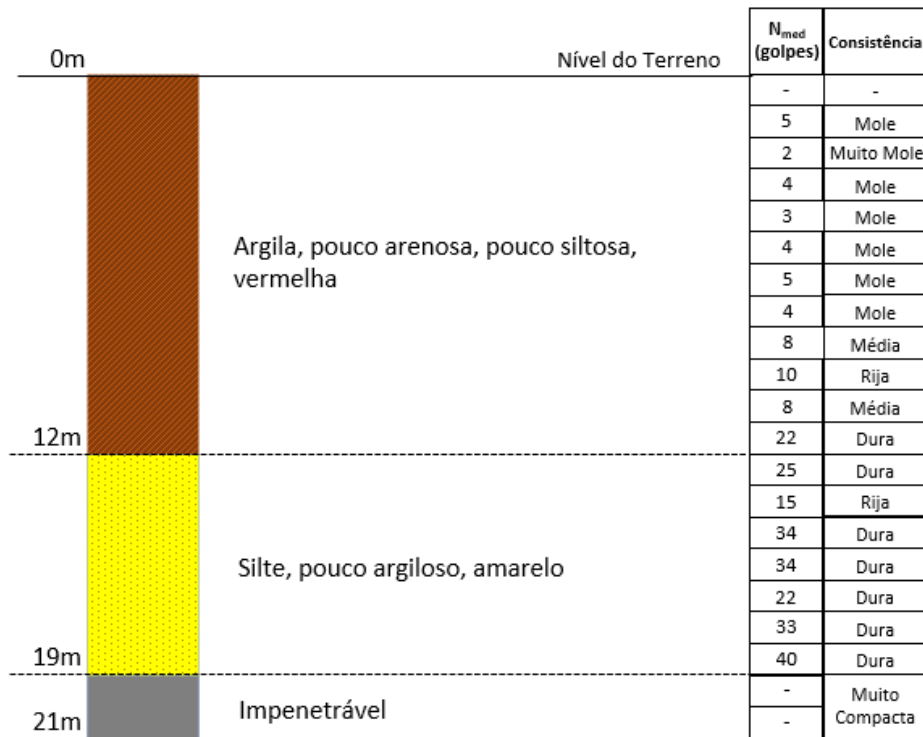 N med (golpes) Consistência
0m Nível do Terreno
- -
5 Mole
2 Muito Mole
4 Mole
3 Mole
4 Mole
5 Mole
4 Mole
8 Média
10 Rija
8 Média
22 Dura
Argila, pouco arenosa, pouco siltosa,
vermelha
12m
25 Dura
15 Rija
34 Dura
34 Dura
22 Dura
33 Dura
40 Dura
Silte, pouco argiloso, amarelo
19m
- Muito
- Compacta
Impenetrável
21m